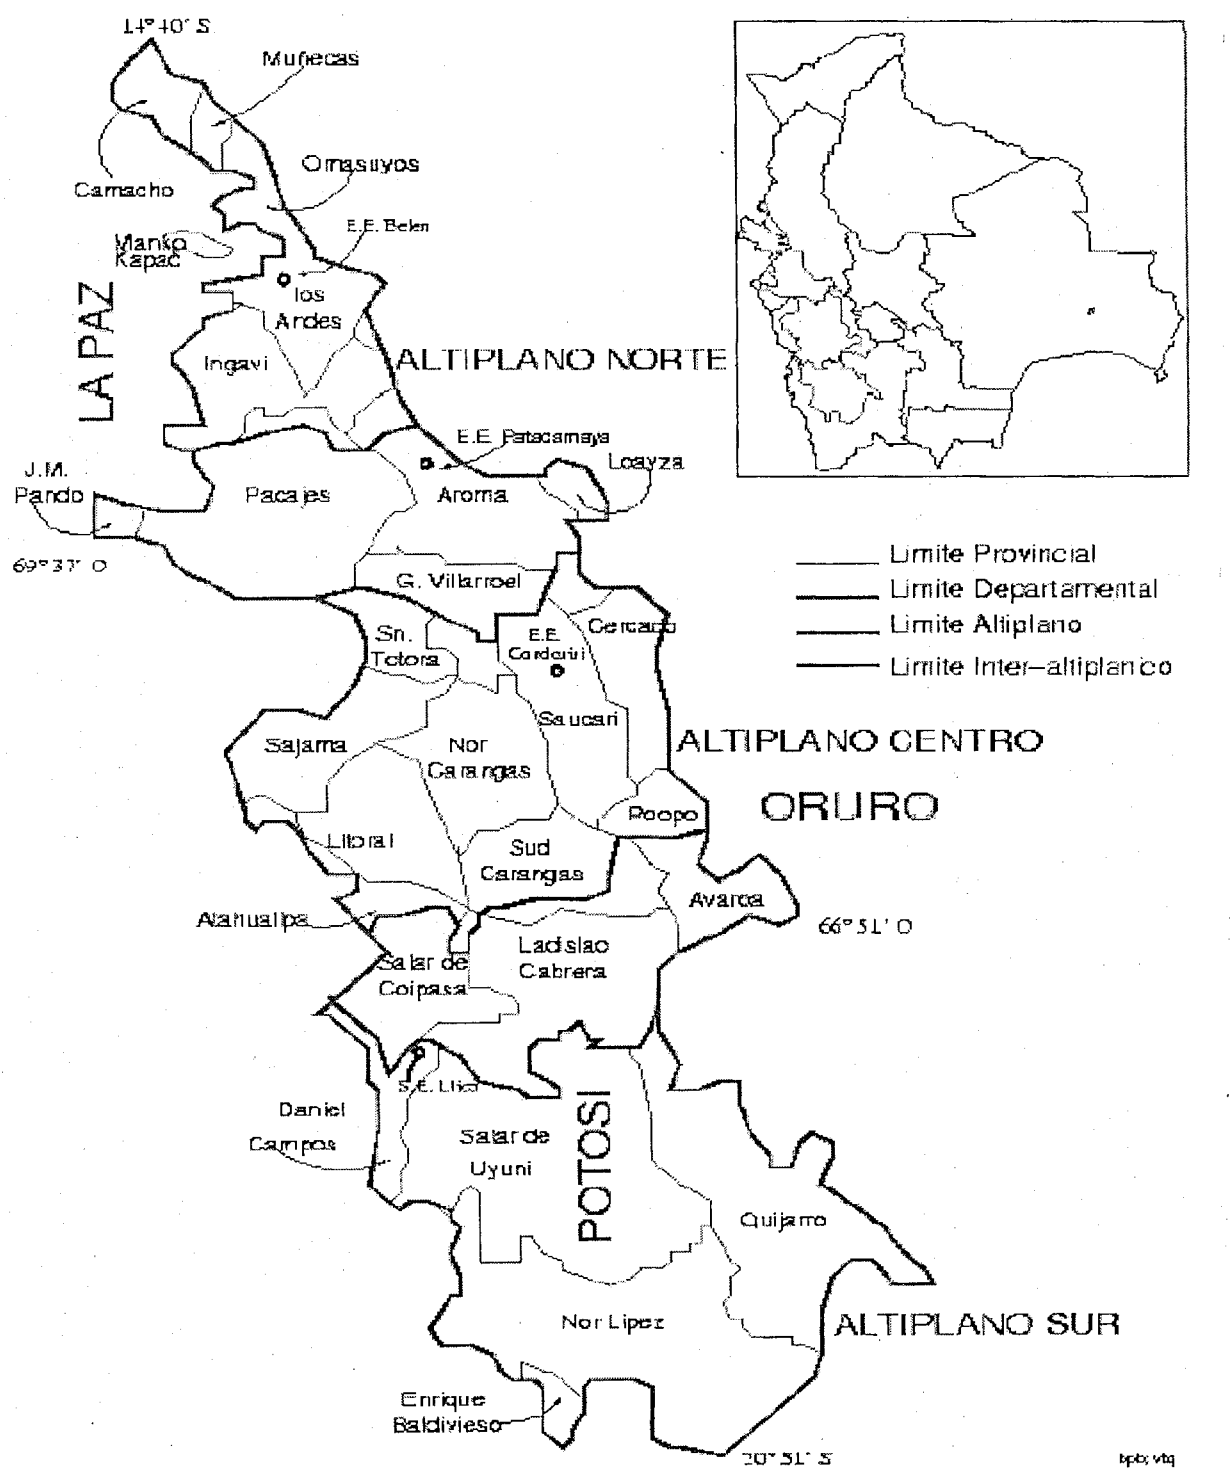 14° 40' S
Muñecas
Omasuyos
Camacho
E.E. Belen
Manko
Kapac
los
Andes
LA PAZ
Ingavi
ALTIPLANO NORTE
E.E. Patacamaya
Loayza
J.M.
Pando
Pacajes
Aroma
69° 37' O
G. Villarroel
Limite Provincial
Limite Departamental
Limite Altiplano
Limite Inter-altiplanico
Sn.
Totora
E.E.
Cercado
Saucari
Sajama
Nor
Carangas
ALTIPLANO CENTRO
ORURO
Poopo
Litoral
Sud
Carangas
Avaroa
Atahuallpa
66° 51' O
Ladislao
Cabrera
Salar de
Coipasa
S.E. Llica
Daniel
Campos
Salar de
Uyuni
POTOSI
Quijarro
Nor Lipez
ALTIPLANO SUR
Enrique
Baldivieso
20° 51' S